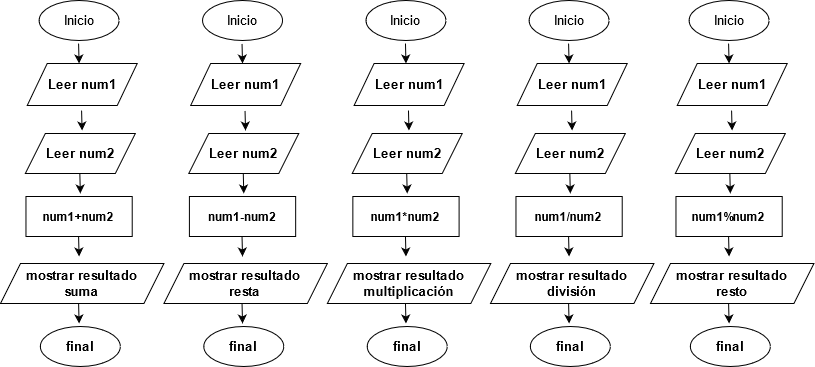 Inicio
Leer num1
Leer num2
num1+num2
mostrar resultado
suma
final
Inicio
Leer num1
Leer num2
num1-num2
mostrar resultado
resta
final
Inicio
Leer num1
Leer num2
num1*num2
mostrar resultado
multiplicación
final
Inicio
Leer num1
Leer num2
num1/num2
mostrar resultado
división
final
Inicio
Leer num1
Leer num2
num1%num2
mostrar resultado
resto
final